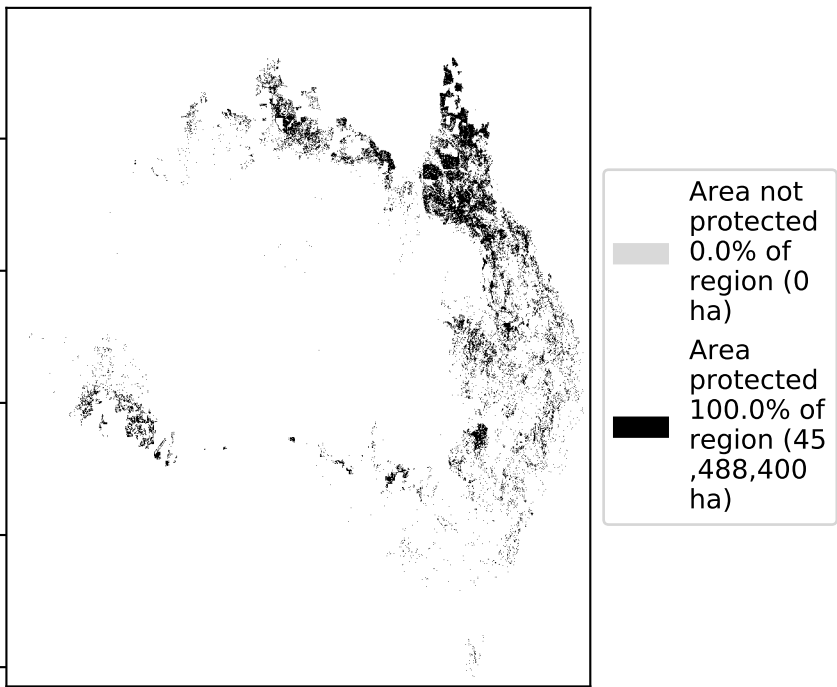 Area not
protected
0.0% of
region (0
ha)
Area
protected
100.0% of
region (45
,488,400
ha)